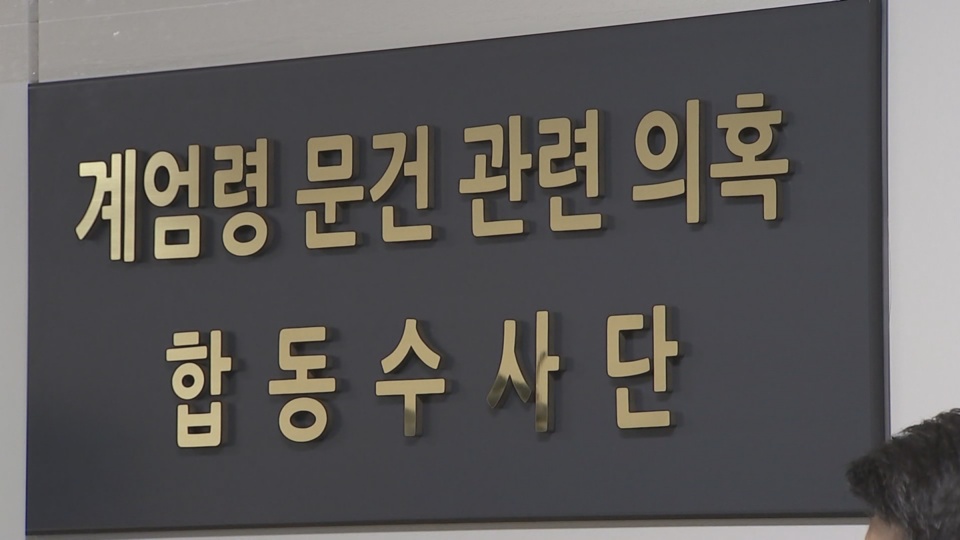 계엄령 문건 관련 의혹
합동수사단